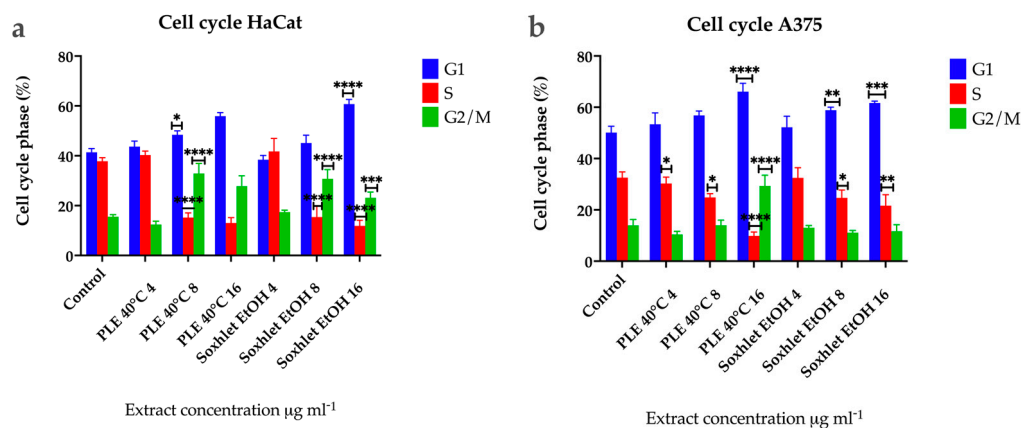 a
Cell cycle HaCat
Cell cycle phase (%)
80
60
40
20
0
* **** **** **** **** **** **** ***
G1
S
G2/M
Control
PLE 40°C 4
PLE 40°C 8
PLE 40°C 16
Soxhlet EtOH 4
Soxhlet EtOH 8
Soxhlet EtOH 16
Extract concentration µg ml-1
b
Cell cycle A375
Cell cycle phase (%)
80
60
40
20
0
* * **** **** **** ** * *** **
G1
S
G2/M
Control
PLE 40°C 4
PLE 40°C 8
PLE 40°C 16
Soxhlet EtOH 4
Soxhlet EtOH 8
Soxhlet EtOH 16
Extract concentration µg ml-1